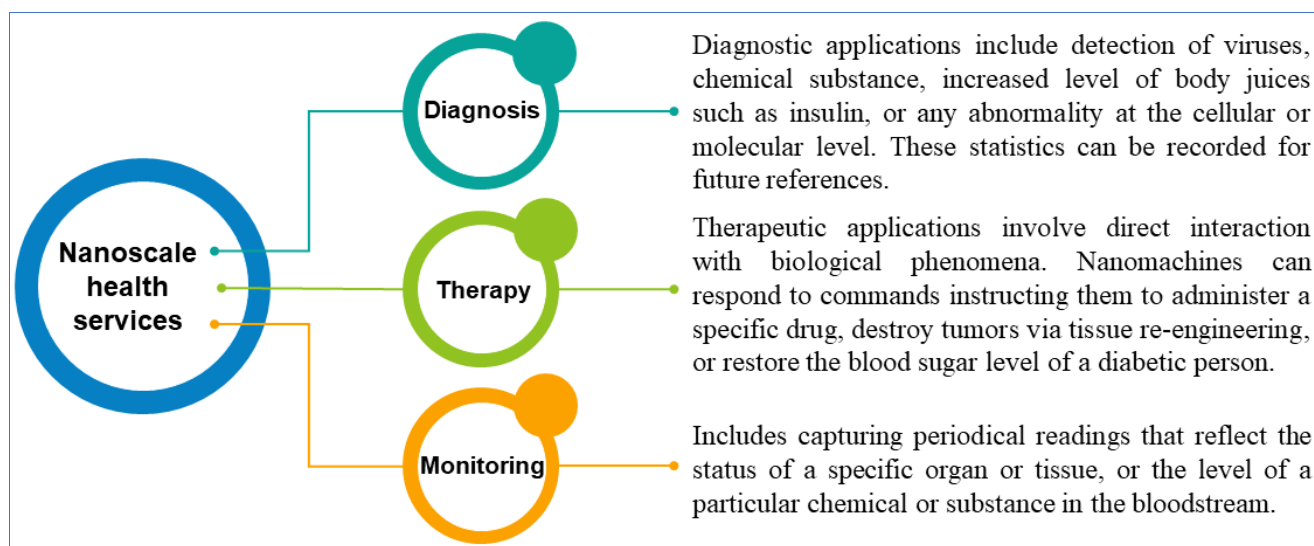 Nanoscale
health
services
Diagnosis
Diagnostic applications include detection of viruses,
chemical substance, increased level of body juices
such as insulin, or any abnormality at the cellular or
molecular level. These statistics can be recorded for
future references.
Therapy
Therapeutic applications involve direct interaction
with biological phenomena. Nanomachines can
respond to commands instructing them to administer a
specific drug, destroy tumors via tissue re-engineering,
or restore the blood sugar level of a diabetic person.
Monitoring
Includes capturing periodical readings that reflect the
status of a specific organ or tissue, or the level of a
particular chemical or substance in the bloodstream.